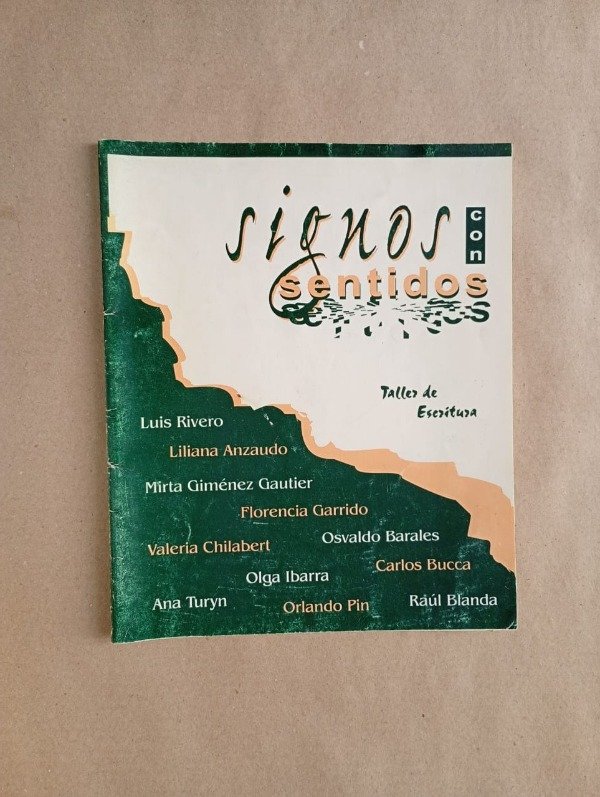 signos
con
sentidos
Taller de
Escritura
Luis Rivero
Liliana Anzaudo
Mirta Giménez Gautier
Florencia Garrido
Osvaldo Barales
Valeria Chilabert
Carlos Bucca
Olga Ibarra
Ana Turyn
Orlando Pin
Raúl Blanda